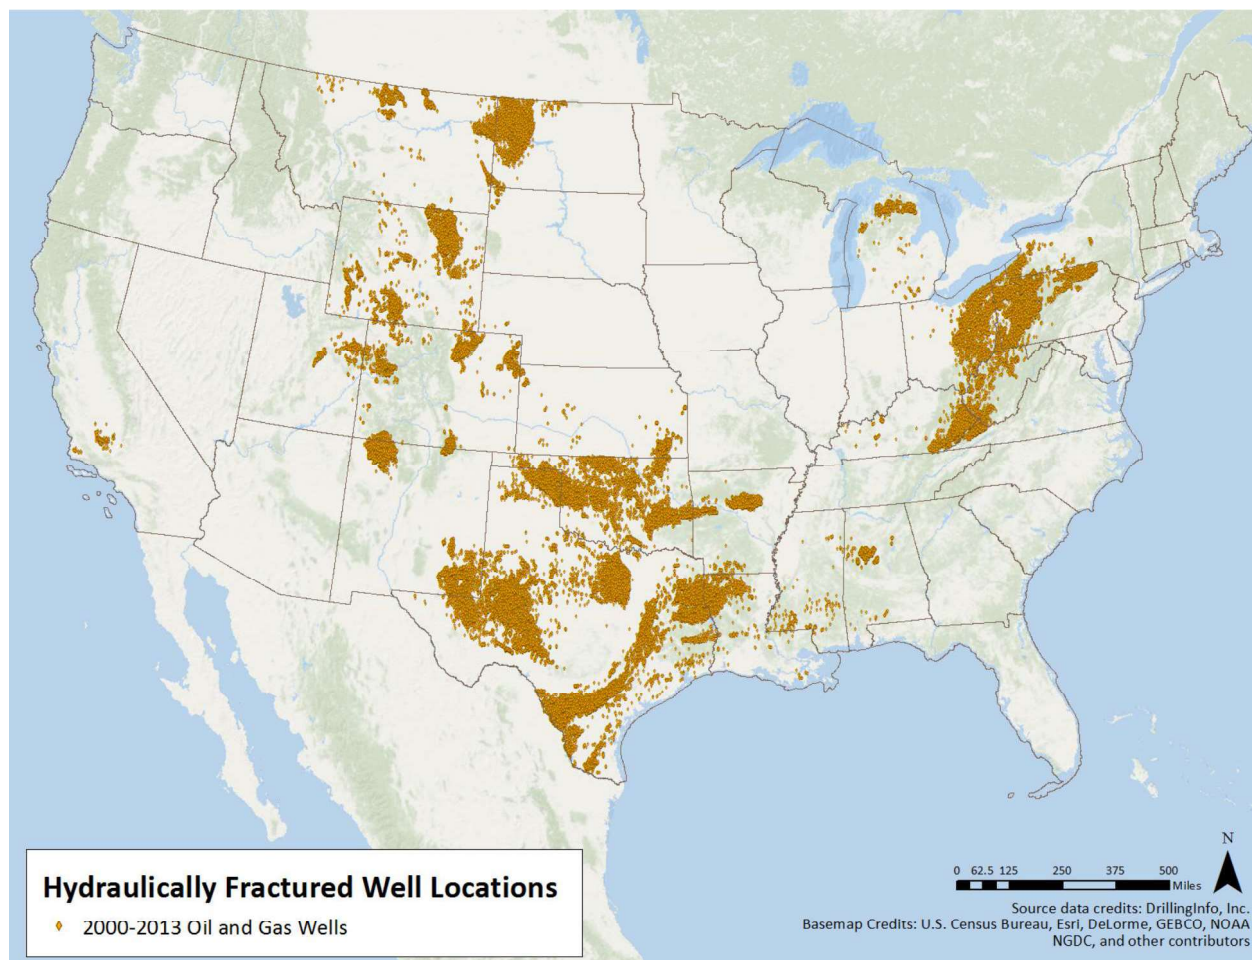 Hydraulically Fractured Well Locations
2000-2013 Oil and Gas Wells
N
0 62.5 125 250 375 500
Miles
Source data credits: DrillingInfo, Inc.
Basemap Credits: U.S. Census Bureau, Esri, DeLorme, GEBCO, NOAA
NGDC, and other contributors